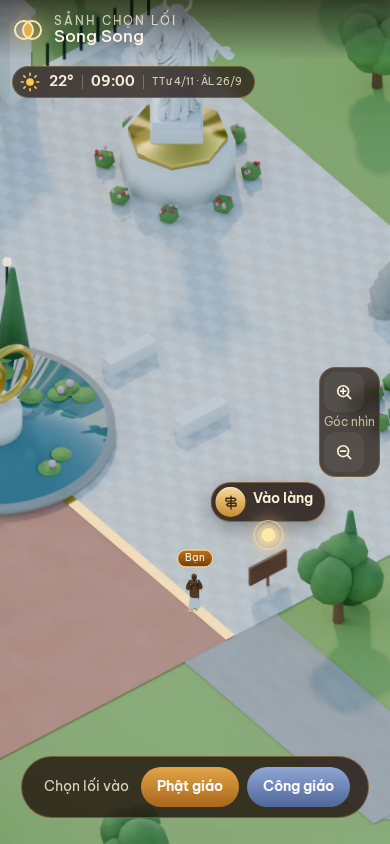 SẢNH CHỌN LỐI
Song Song
22° 09:00 TTư 4/11 · ÂL 26/9
Góc nhìn
Vào làng
Bạn
Chọn lối vào Phật giáo Công giáo